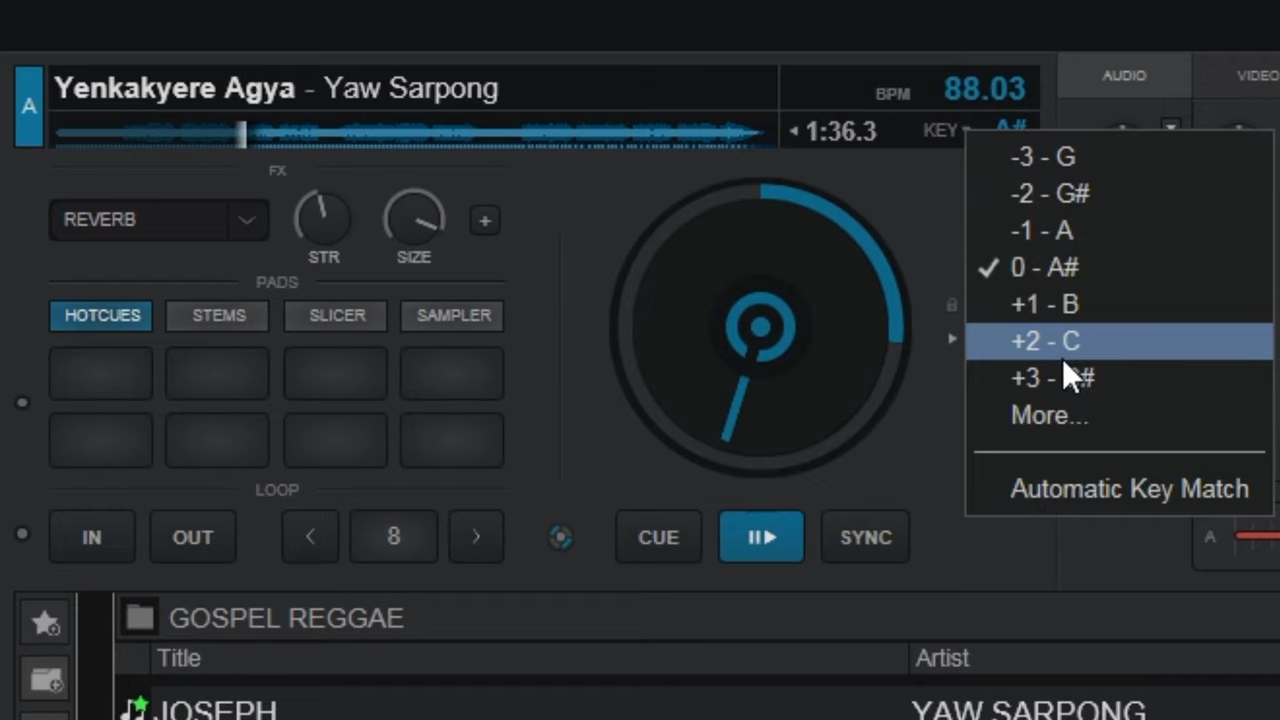 A
Yenkakyere Agya - Yaw Sarpong
BPM 88.03
1:36.3 KEY A#
AUDIO VIDEO
FX
REVERB
STR SIZE
+
PADS
HOTCUES STEMS SLICER SAMPLER
LOOP
IN OUT < 8 >
CUE SYNC
-3 - G
-2 - G#
-1 - A
0 - A#
+1 - B
+2 - C
+3 - C#
More...
Automatic Key Match
A
GOSPEL REGGAE
Title Artist
JOSEPH YAW SARPONG